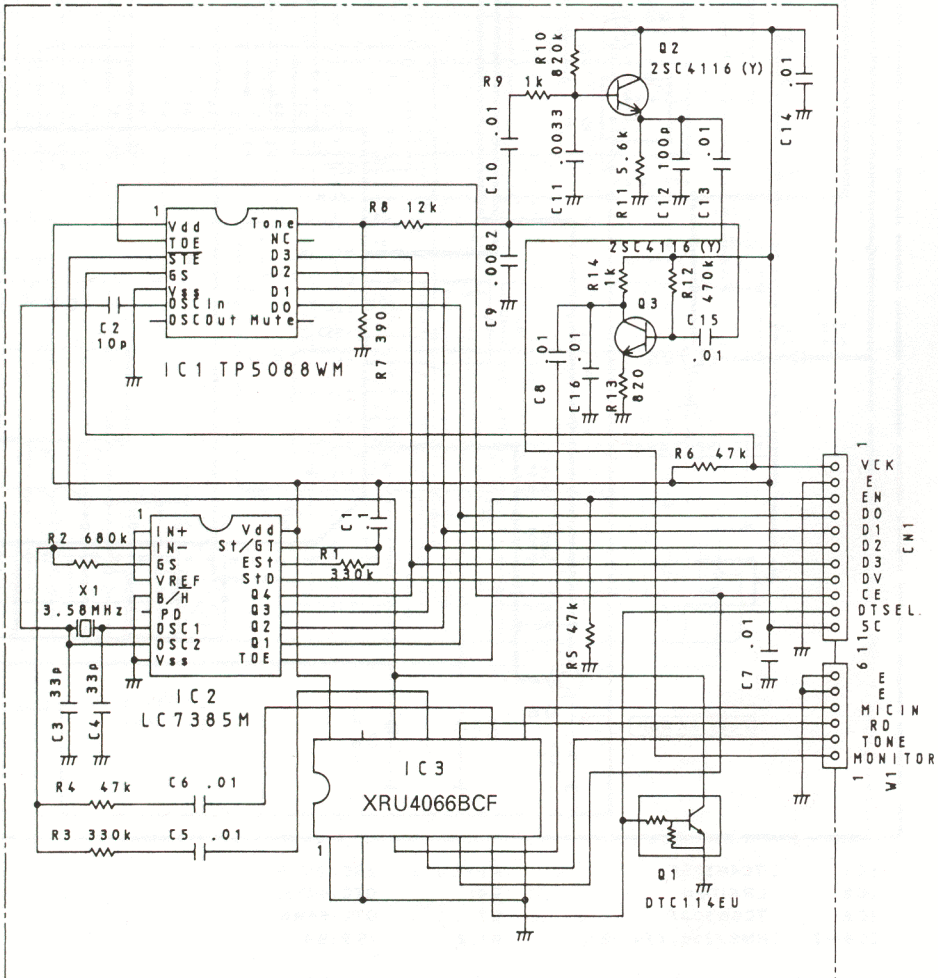 R10
820k
Q2
2SC4116 (Y)
R9 1k
C10 .01
C11 .0033
R11 5.6k
C12 100p
C13 .01
C14 .01
1
Vdd
TOE
STE
GS
Vss
OSCIn
OSCOut
Tone
NC
D3
D2
D1
D0
Mute
IC1 TP5088WM
C2
10p
R8 12k
R7 390
C9 .0082
2SC4116 (Y)
R14
1k
R12
470k
Q3
C15
.01
C8 .01
C16 .01
R13
820
R6 47k
1
VCK
E
EN
D0
D1
D2
D3
DV
CE
DTSEL.
5C
11
CN1
R2 680k
X1
3.58MHz
1
IN+
IN-
GS
VREF
B/H
PD
OSC1
OSC2
Vss
Vdd
St/GT
ESt
StD
Q4
Q3
Q2
Q1
TOE
IC2
LC7385M
C1 .1
R1
330k
R5 47k
C7 .01
C3 33p
C4 33p
6
E
E
MICIN
RD
TONE
MONITOR
1
W1
IC3
XRU4066BCF
1
R4 47k
C6 .01
R3 330k
C5 .01
Q1
DTC114EU